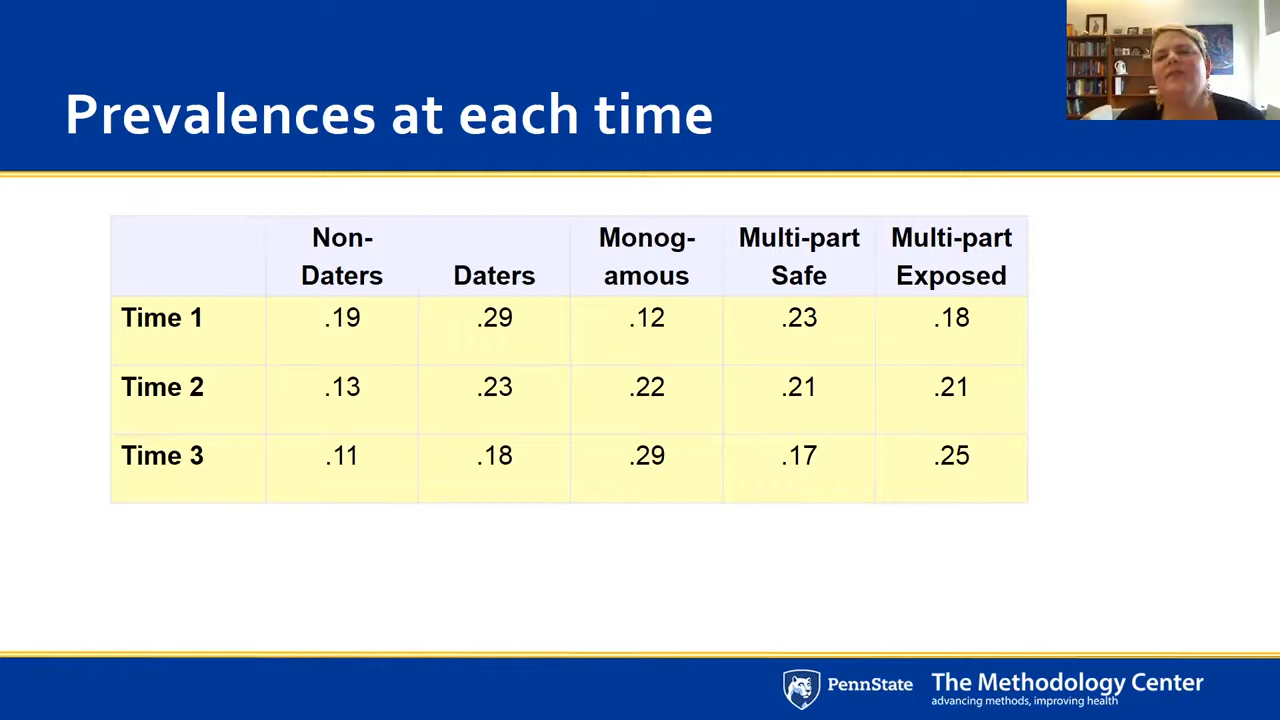 Prevalences at each time
Non-
Daters
Daters
Monog-
amous
Multi-part
Safe
Multi-part
Exposed
Time 1 .19 .29 .12 .23 .18
Time 2 .13 .23 .22 .21 .21
Time 3 .11 .18 .29 .17 .25
PennState
The Methodology Center
advancing methods, improving health